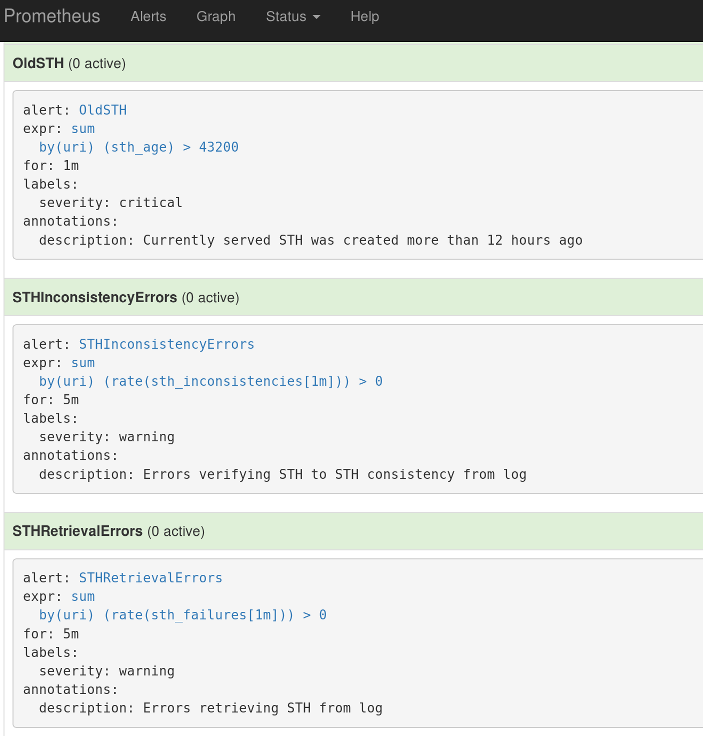 Prometheus Alerts Graph Status Help
OldSTH (0 active)
alert: OldSTH
expr: sum
  by(uri) (sth_age) > 43200
for: 1m
labels:
  severity: critical
annotations:
  description: Currently served STH was created more than 12 hours ago
STHInconsistencyErrors (0 active)
alert: STHInconsistencyErrors
expr: sum
  by(uri) (rate(sth_inconsistencies[1m])) > 0
for: 5m
labels:
  severity: warning
annotations:
  description: Errors verifying STH to STH consistency from log
STHRetrievalErrors (0 active)
alert: STHRetrievalErrors
expr: sum
  by(uri) (rate(sth_failures[1m])) > 0
for: 5m
labels:
  severity: warning
annotations:
  description: Errors retrieving STH from log